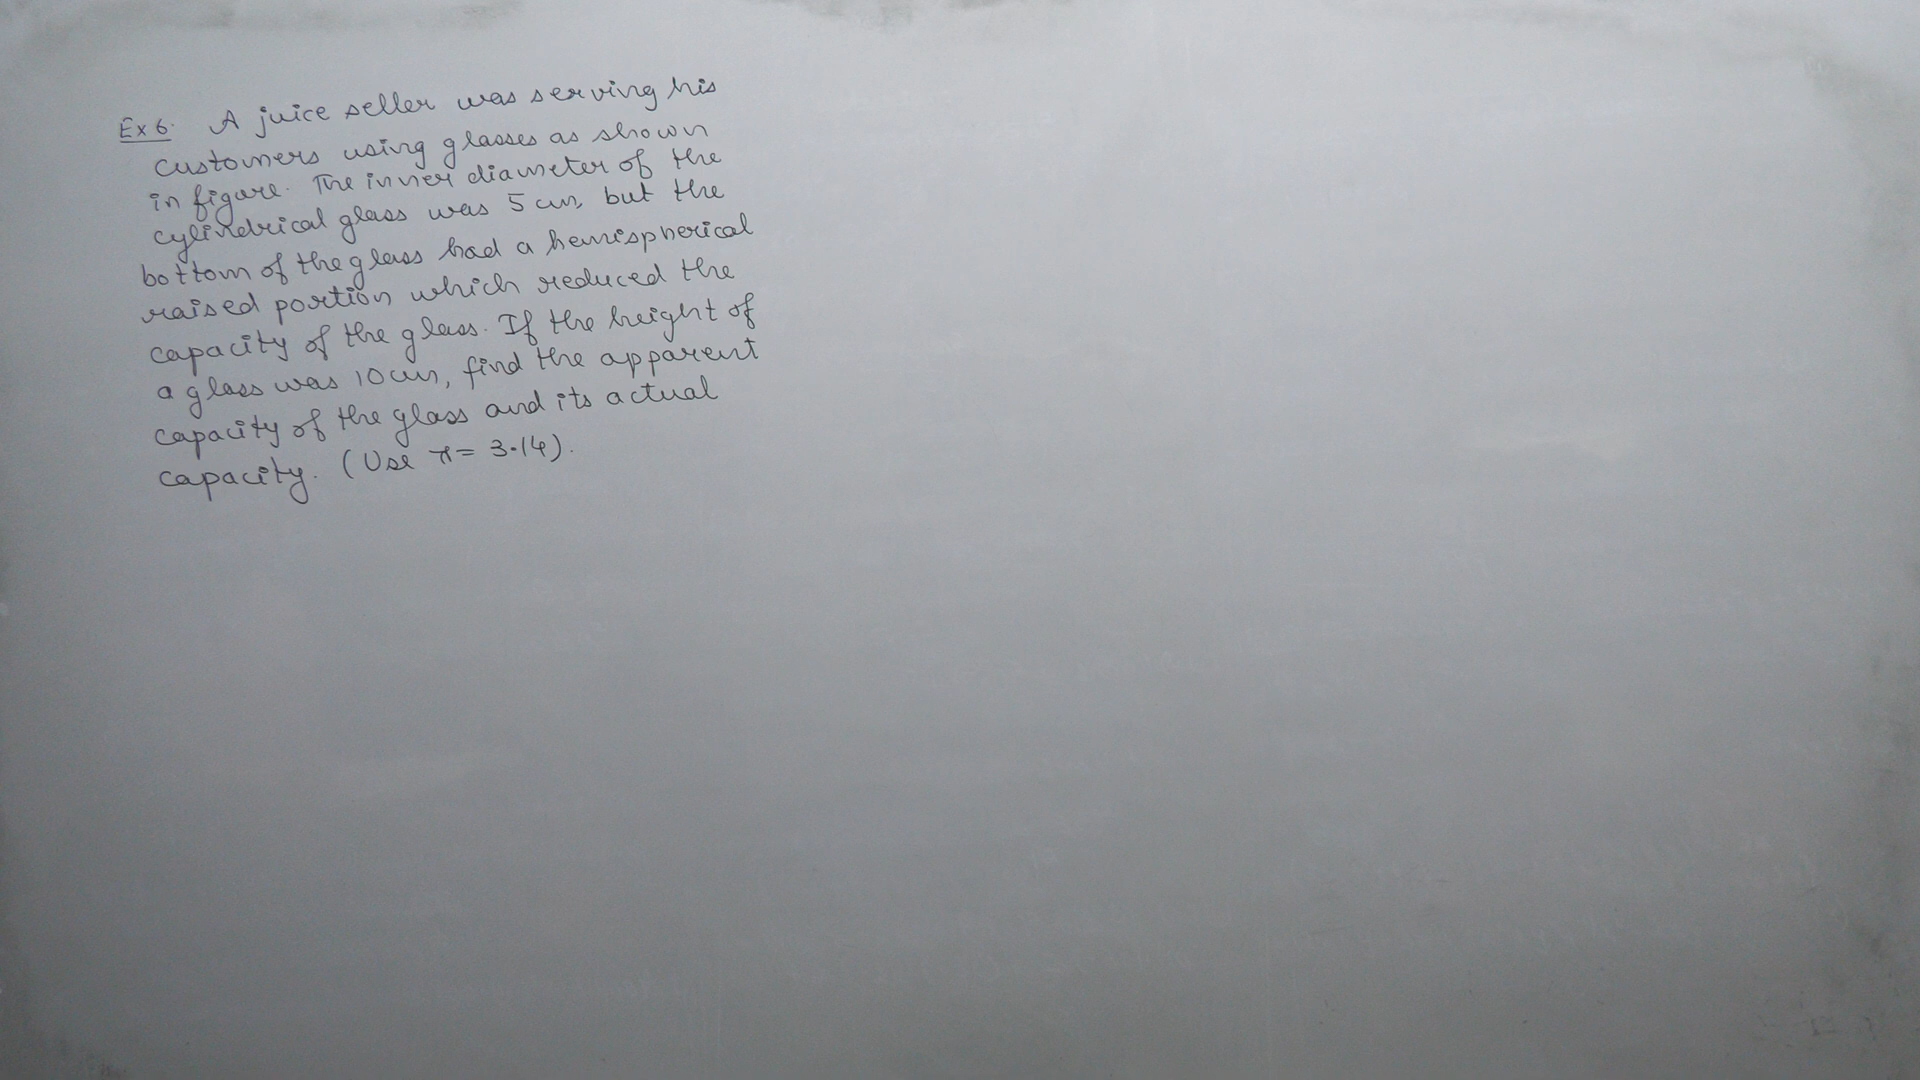 Ex 6. A juice seller was serving his
customers using glasses as shown
in figure. The inner diameter of the
cylindrical glass was 5 cm, but the
bottom of the glass had a hemispherical
raised portion which reduced the
capacity of the glass. If the height of
a glass was 10 cm, find the apparent
capacity of the glass and its actual
capacity. (Use π = 3.14).